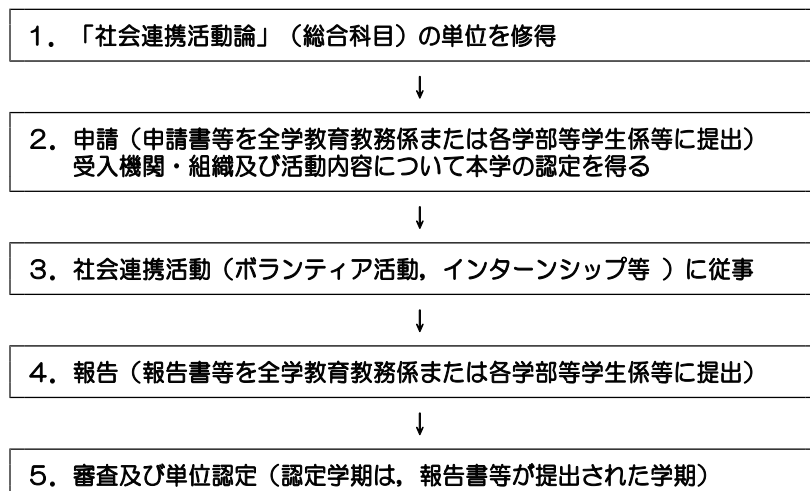 1.「社会連携活動論」(総合科目)の単位を修得
↓
2.申請(申請書等を全学教育教務係または各学部等学生係等に提出)
受入機関・組織及び活動内容について本学の認定を得る
↓
3.社会連携活動(ボランティア活動,インターンシップ等 )に従事
↓
4.報告(報告書等を全学教育教務係または各学部等学生係等に提出)
↓
5.審査及び単位認定(認定学期は,報告書等が提出された学期)